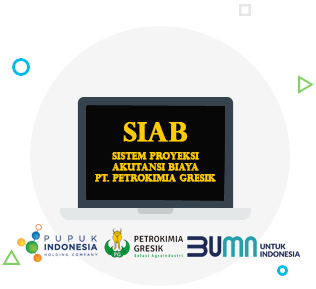 SIAB
SISTEM PROYEKSI
AKUTANSI BIAYA
PT. PETROKIMIA GRESIK
PUPUK
INDONESIA
HOLDING COMPANY
PG
PETROKIMIA
GRESIK
Solusi Agroindustri
BUMN
UNTUK
INDONESIA